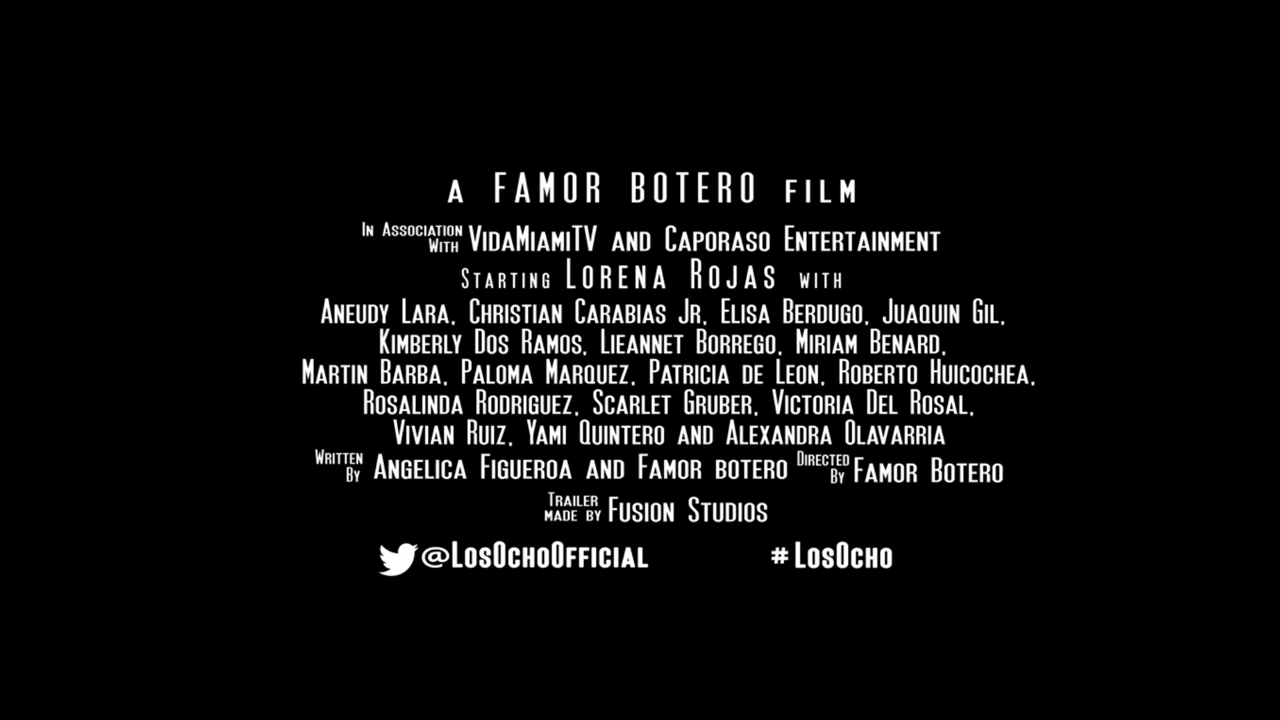 A FAMOR BOTERO FILM
In Association With VidaMiamiTV and Caporaso Entertainment
Starting Lorena Rojas with
Aneudy Lara, Christian Carabias Jr, Elisa Berdugo, Juaquin Gil,
Kimberly Dos Ramos, Lieannet Borrego, Miriam Benard,
Martin Barba, Paloma Marquez, Patricia de Leon, Roberto Huicochea,
Rosalinda Rodriguez, Scarlet Gruber, Victoria Del Rosal,
Vivian Ruiz, Yami Quintero and Alexandra Olavarria
Written By Angelica Figueroa and Famor botero Directed By Famor Botero
Trailer made by Fusion Studios
@LosOchoOfficial #LosOcho